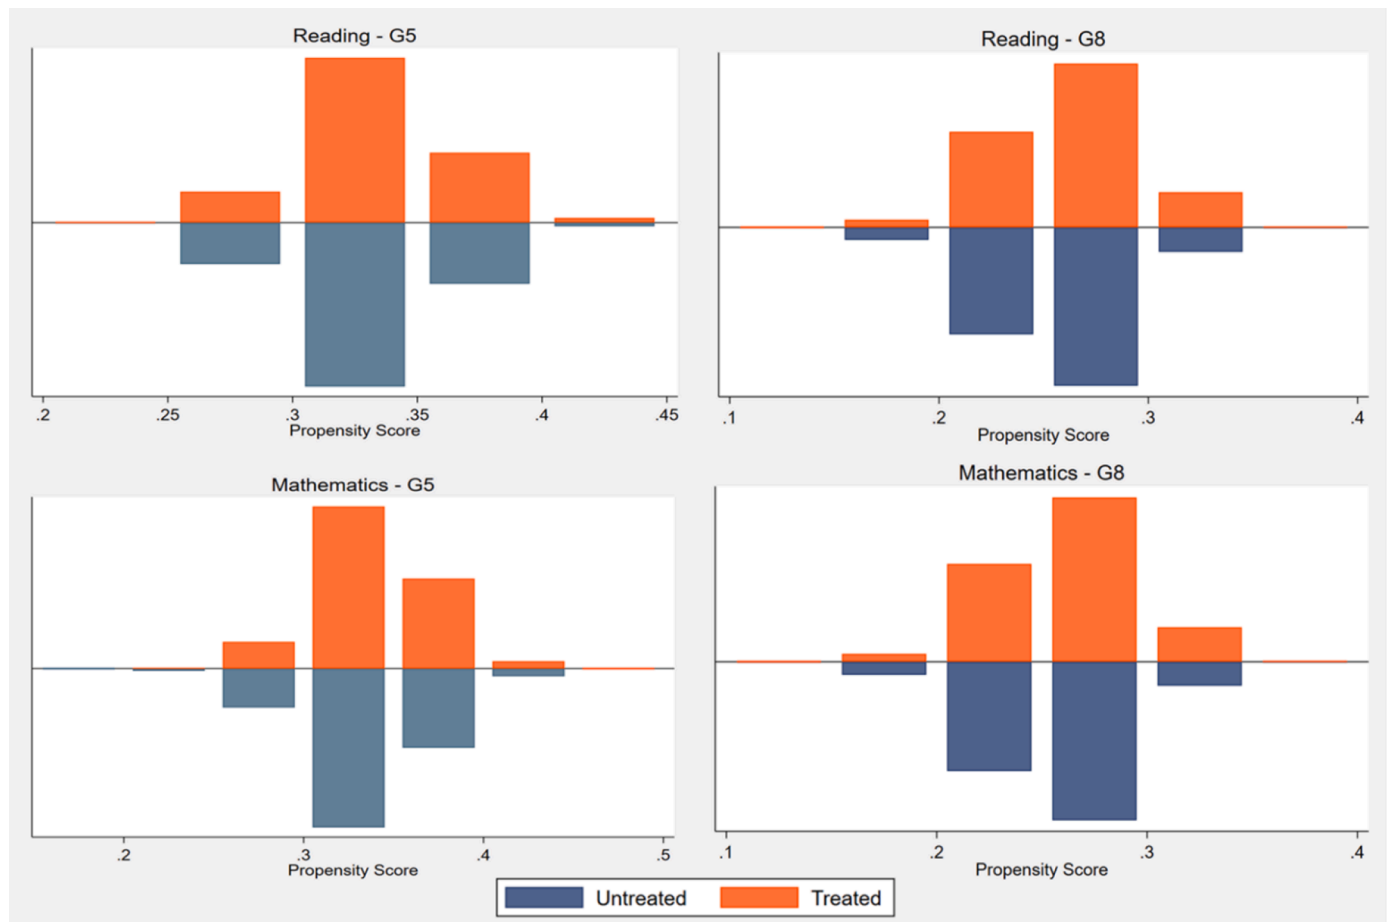 Reading - G5
.2 .25 .3 .35 .4 .45
Propensity Score
Reading - G8
.1 .2 .3 .4
Propensity Score
Mathematics - G5
.2 .3 .4 .5
Propensity Score
Mathematics - G8
.1 .2 .3 .4
Propensity Score
Untreated Treated